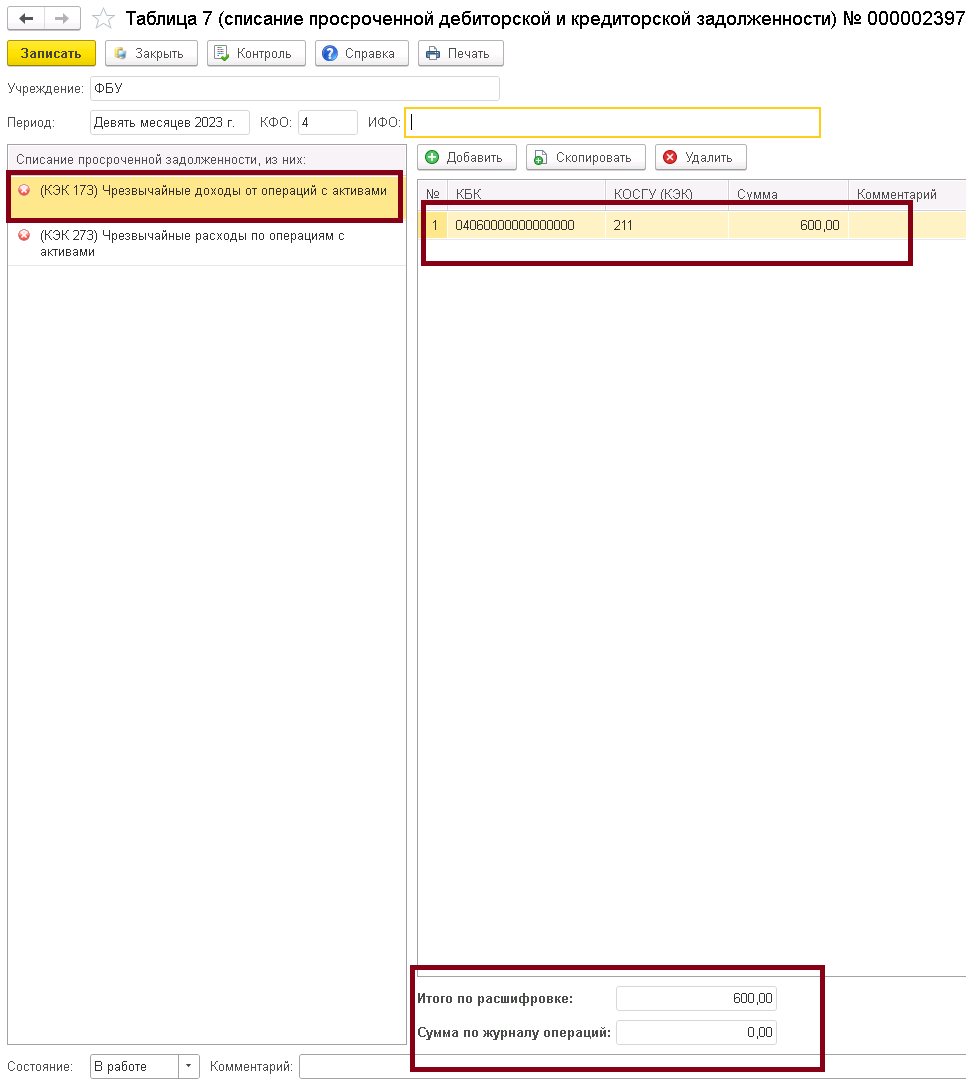 Таблица 7 (списание просроченной дебиторской и кредиторской задолженности) № 000002397
Записать Закрыть Контроль Справка Печать
Учреждение: ФБУ
Период: Девять месяцев 2023 г. КФО: 4 ИФО:
Списание просроченной задолженности, из них:
(КЭК 173) Чрезвычайные доходы от операций с активами
(КЭК 273) Чрезвычайные расходы по операциям с
активами
Добавить Скопировать Удалить
№ КБК КОСГУ (КЭК) Сумма Комментарий
1 04060000000000000 211 600,00
Итого по расшифровке: 600,00
Сумма по журналу операций: 0,00
Состояние: В работе Комментарий: